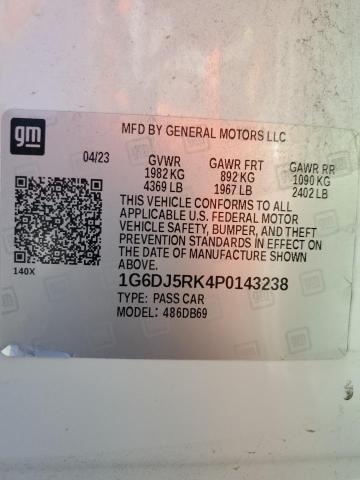 gm
MFD BY GENERAL MOTORS LLC
04/23 GVWR GAWR FRT GAWR RR
1982 KG 892 KG 1090 KG
4369 LB 1967 LB 2402 LB
THIS VEHICLE CONFORMS TO ALL
APPLICABLE U.S. FEDERAL MOTOR
VEHICLE SAFETY, BUMPER, AND THEFT
PREVENTION STANDARDS IN EFFECT ON
THE DATE OF MANUFACTURE SHOWN
ABOVE.
140X
1G6DJ5RK4P0143238
TYPE: PASS CAR
MODEL: 486DB69